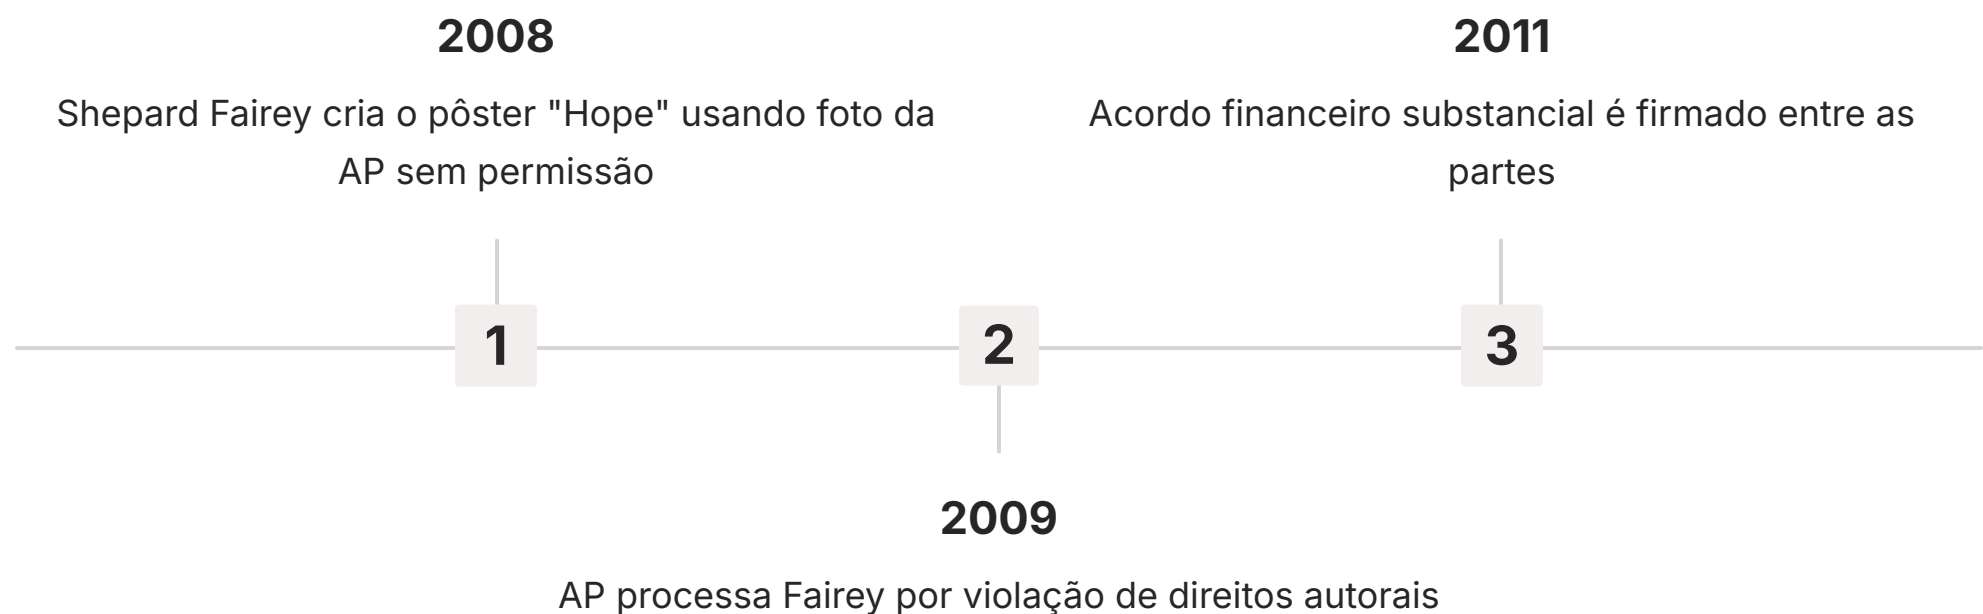 2008
Shepard Fairey cria o pôster "Hope" usando foto da
AP sem permissão
2011
Acordo financeiro substancial é firmado entre as
partes
1
2
3
2009
AP processa Fairey por violação de direitos autorais